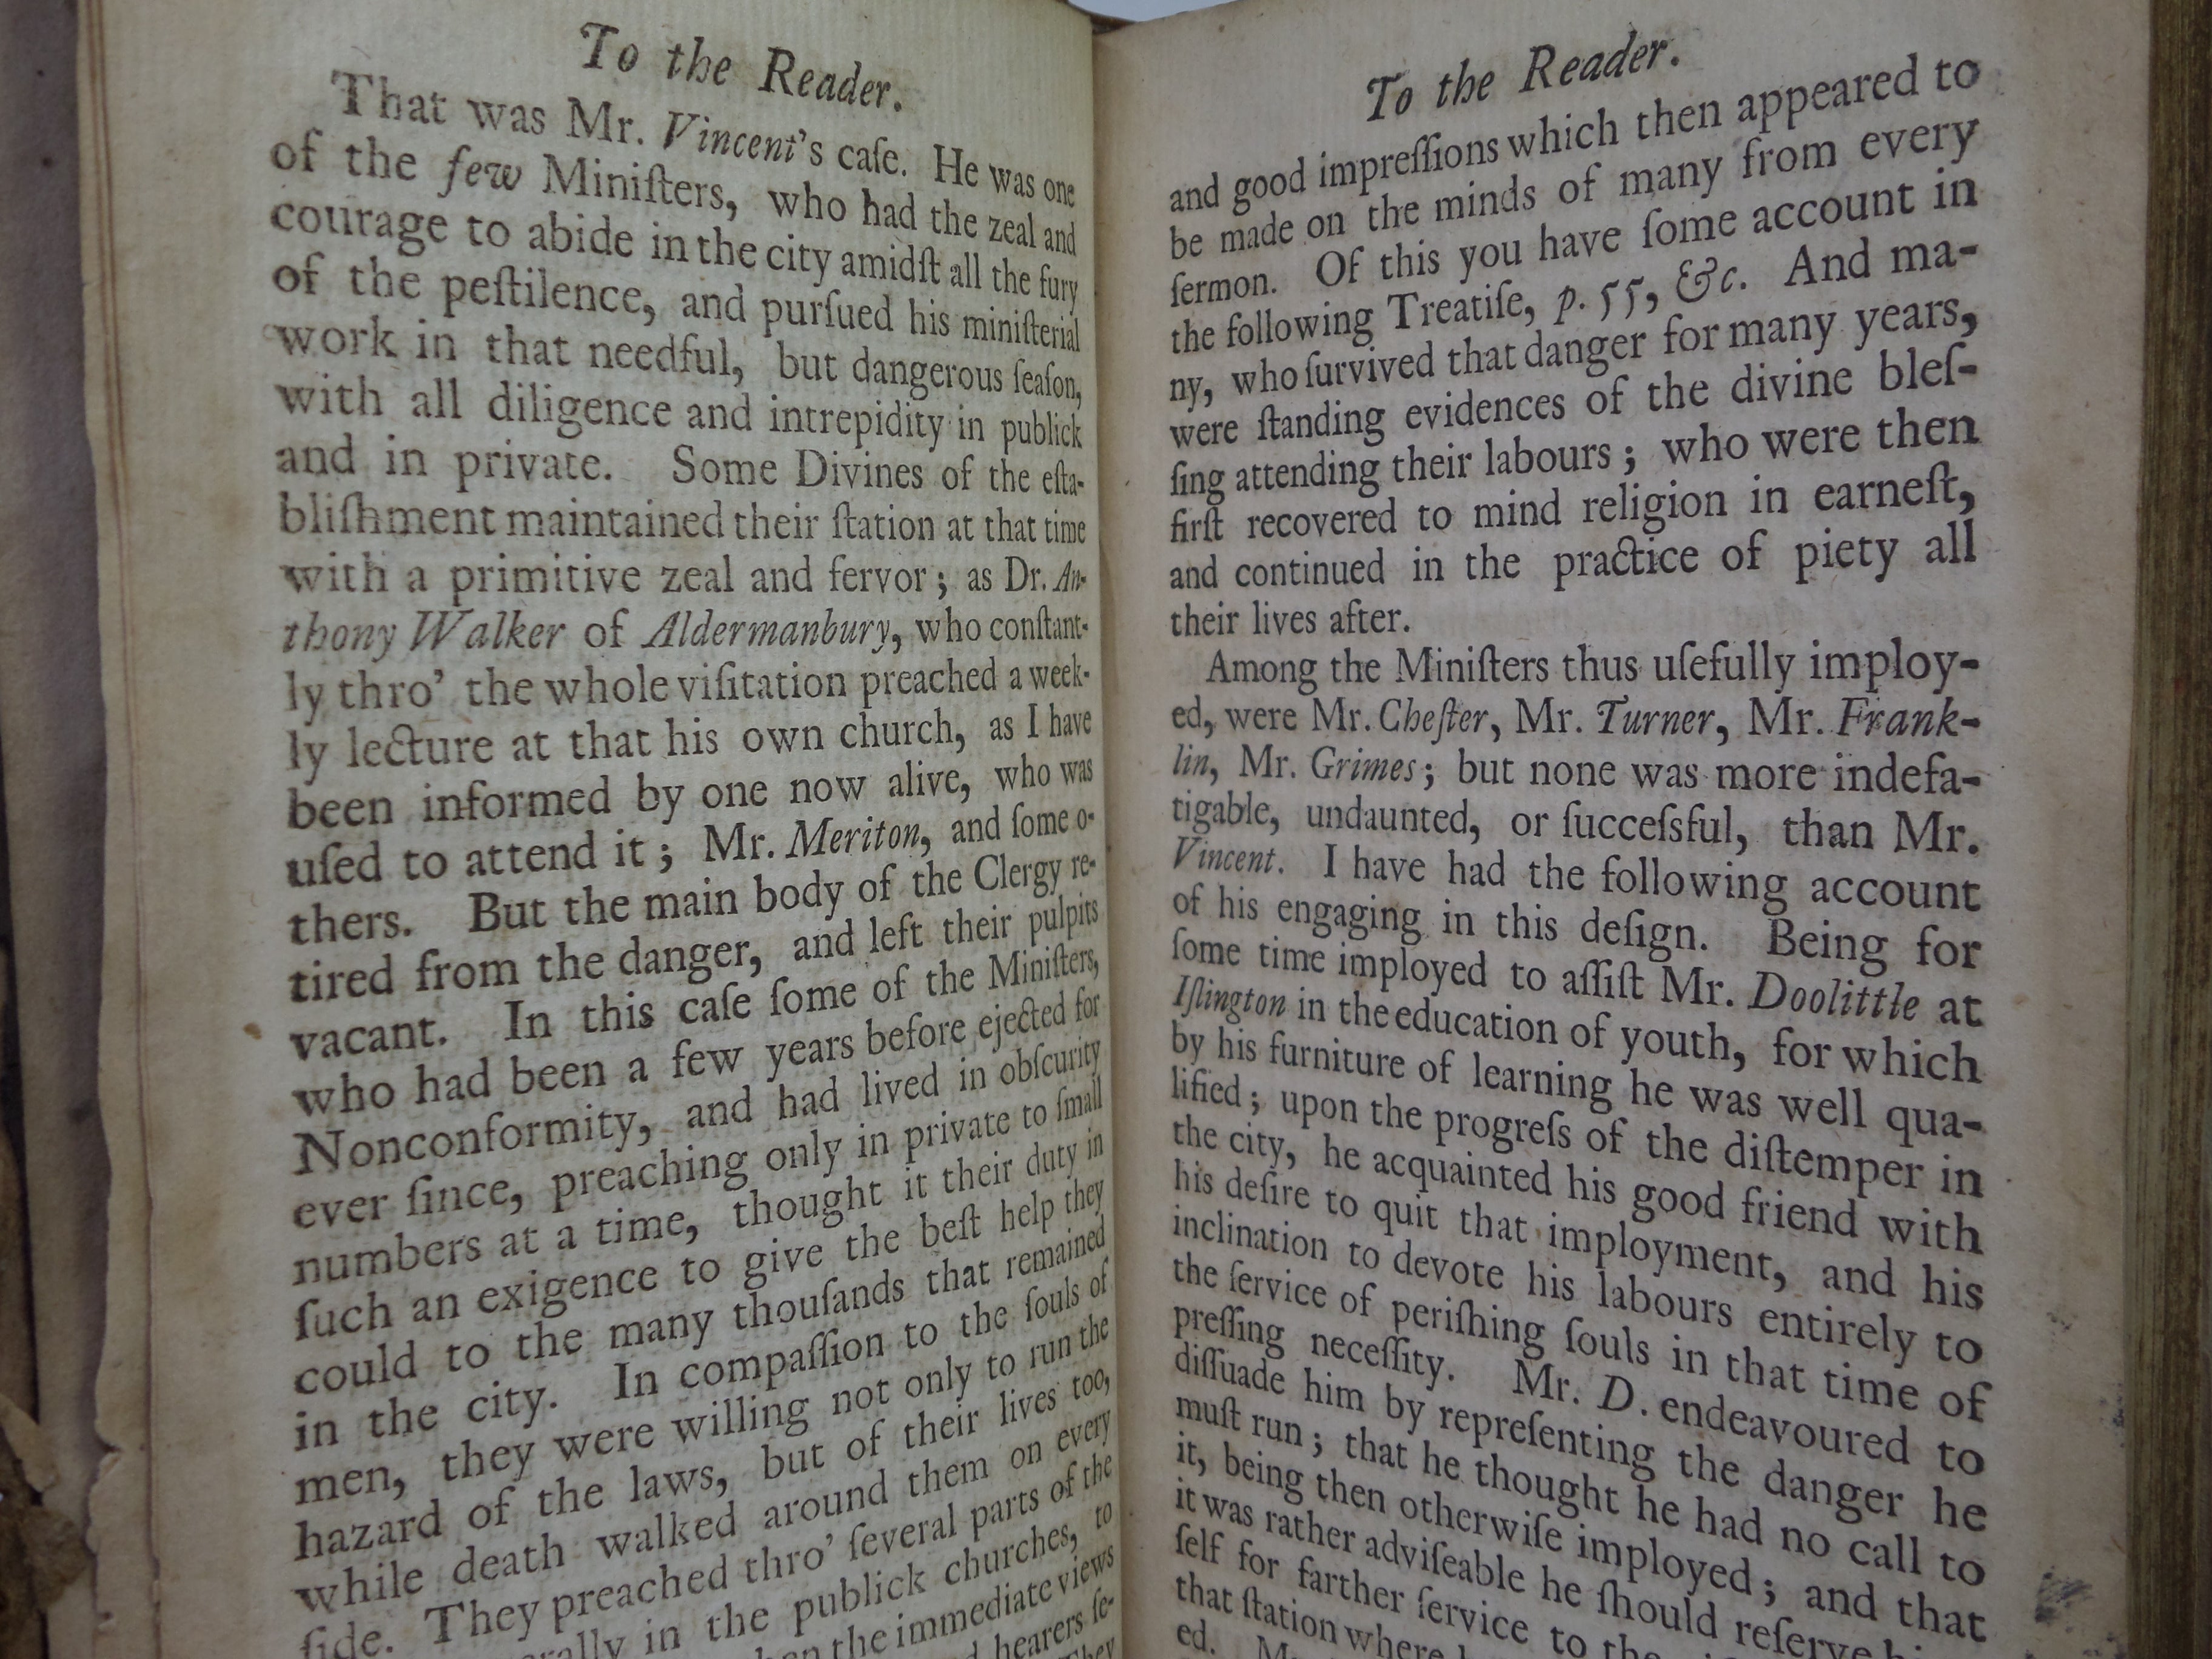 To the Reader.
That was Mr. Vincent's caſe. He was one
of the few Miniſters, who had the zeal and
courage to abide in the city amidſt all the fury
of the peſtilence, and purſued his miniſterial
work in that needful, but dangerous ſeaſon,
with all diligence and intrepidity in publick
and in private. Some Divines of the eſta-
bliſhment maintained their ſtation at that time
with a primitive zeal and fervor; as Dr. An-
thony Walker of Aldermanbury, who conſtant-
ly thro' the whole viſitation preached a week-
ly lecture at that his own church, as I have
been informed by one now alive, who was
uſed to attend it; Mr. Meriton, and ſome o-
thers. But the main body of the Clergy re-
tired from the danger, and left their pulpits
vacant. In this caſe ſome of the Miniſters,
who had been a few years before ejected for
Nonconformity, and had lived in obſcurity
ever ſince, preaching only in private to ſmall
numbers at a time, thought it their duty in
ſuch an exigence to give the beſt help they
could to the many thouſands that remained
in the city. In compaſſion to the ſouls of
men, they were willing not only to run the
hazard of the laws, but of their lives too,
while death walked around them on every
ſide. They preached thro' ſeveral parts of the
in the publick churches, to
the immediate views
hearers ſe-
They
To the Reader.
and good impreſſions which then appeared to
be made on the minds of many from every
ſermon. Of this you have ſome account in
the following Treatiſe, p. 55, &c. And ma-
ny, who ſurvived that danger for many years,
were ſtanding evidences of the divine bleſ-
ſing attending their labours; who were then
firſt recovered to mind religion in earneſt,
and continued in the practice of piety all
their lives after.
Among the Miniſters thus uſefully imploy-
ed, were Mr. Cheſter, Mr. Turner, Mr. Frank-
lin, Mr. Grimes; but none was more indefa-
tigable, undaunted, or ſucceſsful, than Mr.
Vincent. I have had the following account
of his engaging in this deſign. Being for
ſome time imployed to aſſiſt Mr. Doolittle at
Iſlington in the education of youth, for which
by his furniture of learning he was well qua-
lified; upon the progreſs of the diſtemper in
the city, he acquainted his good friend with
his deſire to quit that imployment, and his
inclination to devote his labours entirely to
the ſervice of periſhing ſouls in that time of
preſſing neceſſity. Mr. D. endeavoured to
diſſuade him by repreſenting the danger he
muſt run; that he thought he had no call to
it, being then otherwiſe imployed; and that
it was rather adviſeable he ſhould reſerve
ſelf for farther ſervice to
that ſtation where
ed.